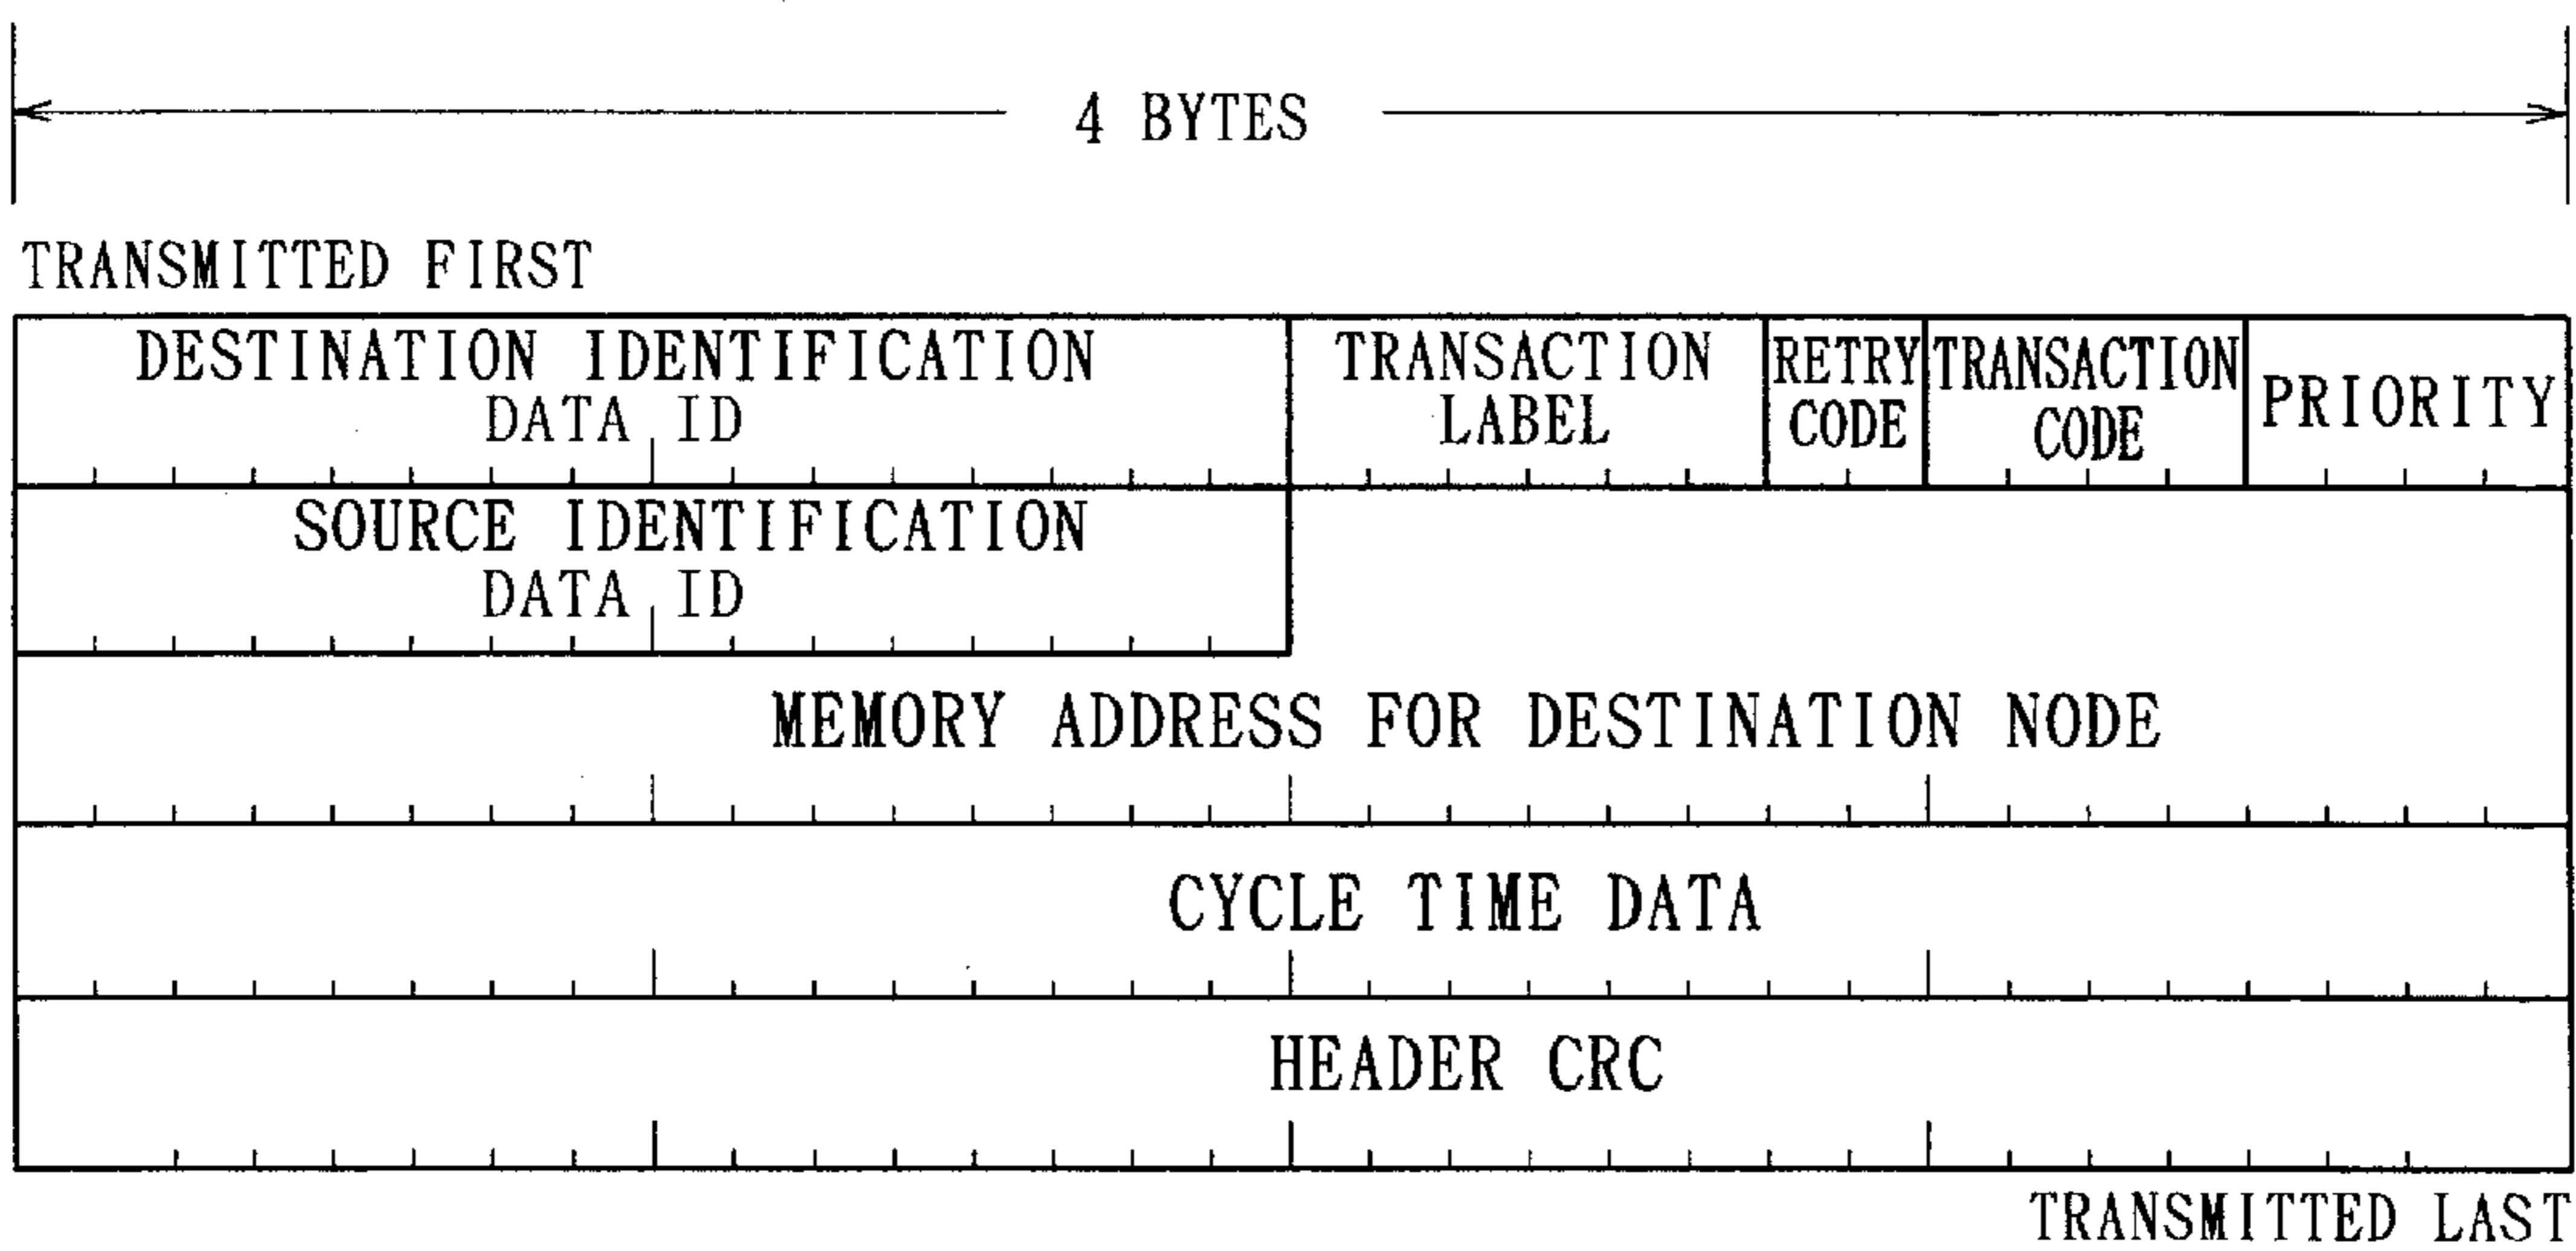 4 BYTES
TRANSMITTED FIRST
DESTINATION IDENTIFICATION
DATA ID
TRANSACTION
LABEL
RETRY
CODE
TRANSACTION
CODE
PRIORITY
SOURCE IDENTIFICATION
DATA ID
MEMORY ADDRESS FOR DESTINATION NODE
CYCLE TIME DATA
HEADER CRC
TRANSMITTED LAST